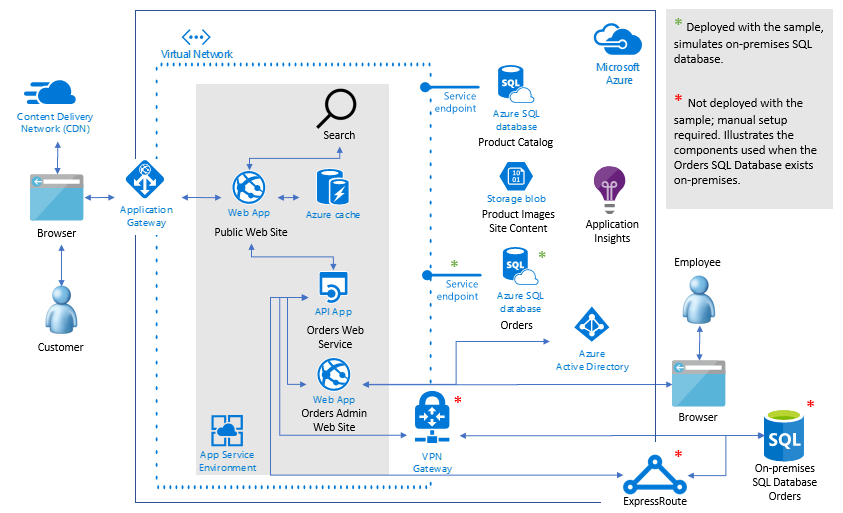 Virtual Network
Microsoft
Azure
* Deployed with the sample,
simulates on-premises SQL
database.
* Not deployed with the
sample; manual setup
required. Illustrates the
components used when the
Orders SQL Database exists
on-premises.
Content Delivery
Network (CDN)
Browser
Customer
Application
Gateway
Search
Web App
Public Web Site
Azure cache
API App
Orders Web
Service
Web App
Orders Admin
Web Site
App Service
Environment
Service
endpoint
SQL
Azure SQL
database
Product Catalog
10
01
Storage blob
Product Images
Site Content
Application
Insights
*
Service
endpoint
*
SQL
Azure SQL
database
Orders
Azure
Active Directory
Employee
Browser
*
VPN
Gateway
*
ExpressRoute
*
SQL
On-premises
SQL Database
Orders